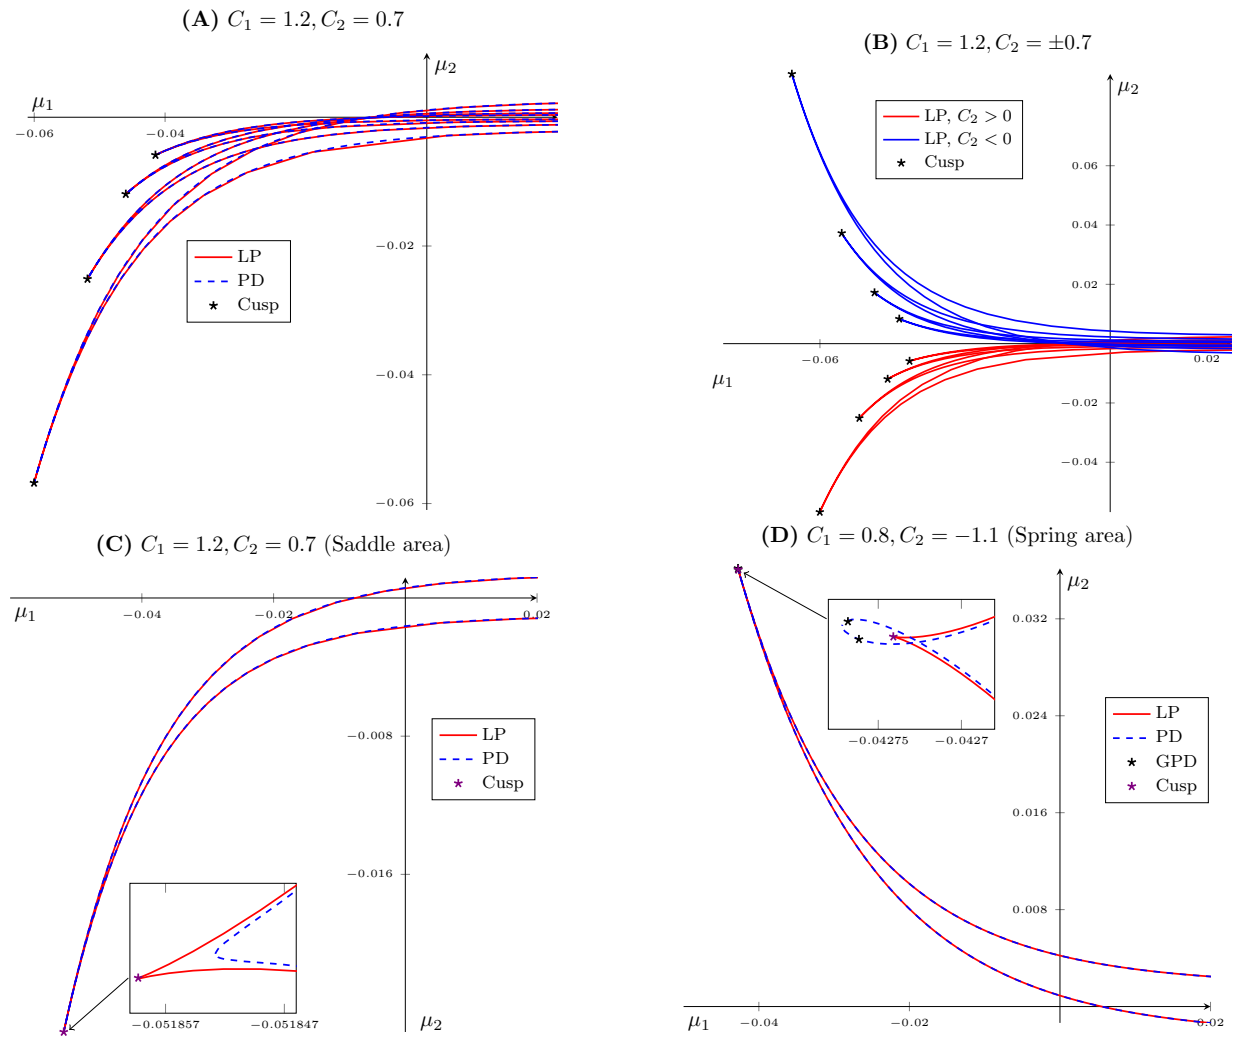 (A) C₁ = 1.2, C₂ = 0.7
μ₂
μ₁
−0.06
−0.04
−0.02
−0.04
−0.06
LP
PD
Cusp
(B) C₁ = 1.2, C₂ = ±0.7
μ₂
LP, C₂ > 0
LP, C₂ < 0
Cusp
0.06
0.04
0.02
−0.06
0.02
μ₁
−0.02
−0.04
(C) C₁ = 1.2, C₂ = 0.7 (Saddle area)
μ₁
−0.04
−0.02
0.02
−0.008
−0.016
LP
PD
Cusp
−0.051857
−0.051847
μ₂
(D) C₁ = 0.8, C₂ = −1.1 (Spring area)
μ₂
0.032
0.024
0.016
0.008
−0.04275
−0.0427
LP
PD
GPD
Cusp
μ₁
−0.04
−0.02
0.02